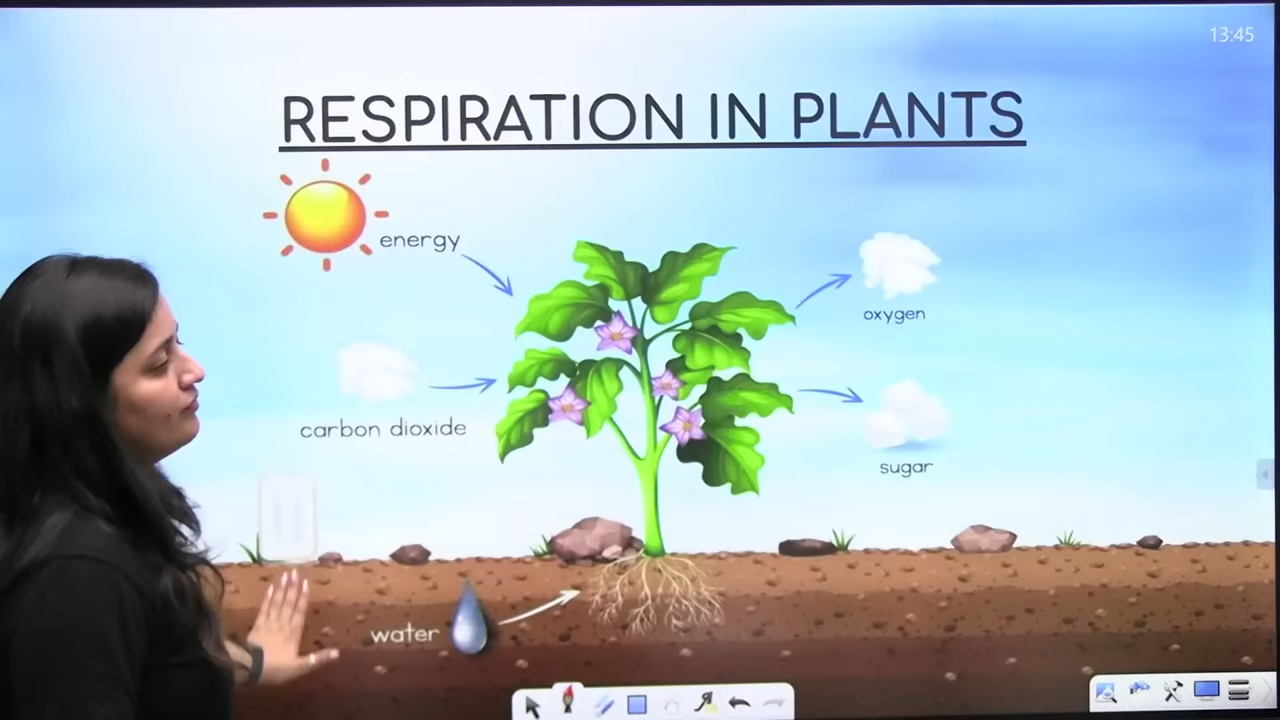 13:45
RESPIRATION IN PLANTS
energy
oxygen
carbon dioxide
sugar
water